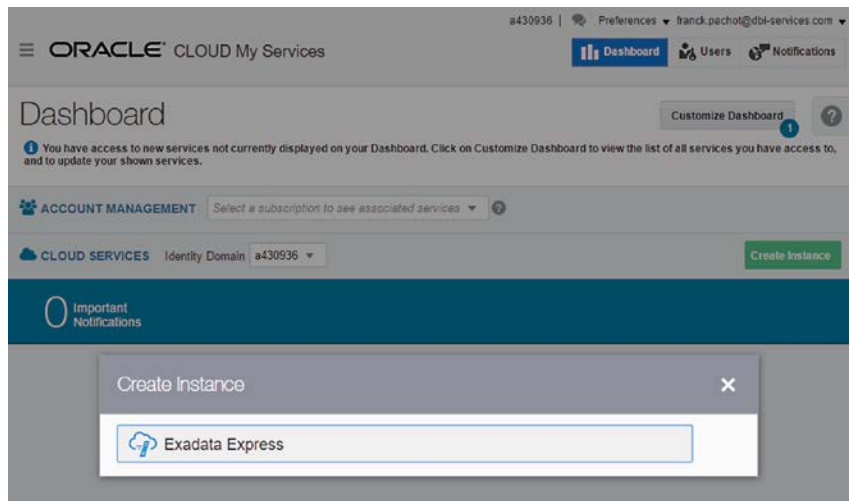 a430936 | Preferences franck.pachot@dbi-services.com
ORACLE CLOUD My Services Dashboard Users Notifications
Dashboard Customize Dashboard 1 ?
You have access to new services not currently displayed on your Dashboard. Click on Customize Dashboard to view the list of all services you have access to,
and to update your shown services.
ACCOUNT MANAGEMENT Select a subscription to see associated services ?
CLOUD SERVICES Identity Domain a430936 Create Instance
0 Important
Notifications
Create Instance
Exadata Express